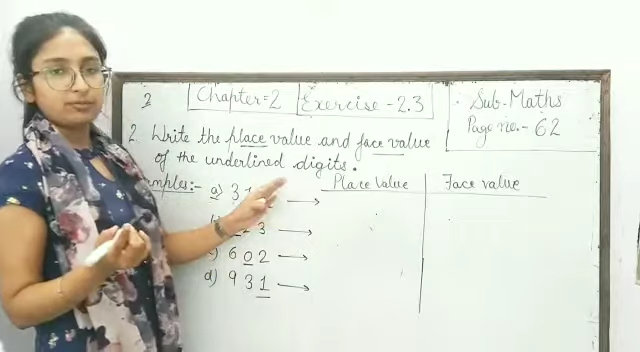 2
Chapter=2
Exercise-2.3
Sub-Maths
Page no.- 62
2. Write the place value and face value
of the underlined digits.
Place Value Face value
:- a) 3
2 3
c) 6 0 2
d) 9 3 1